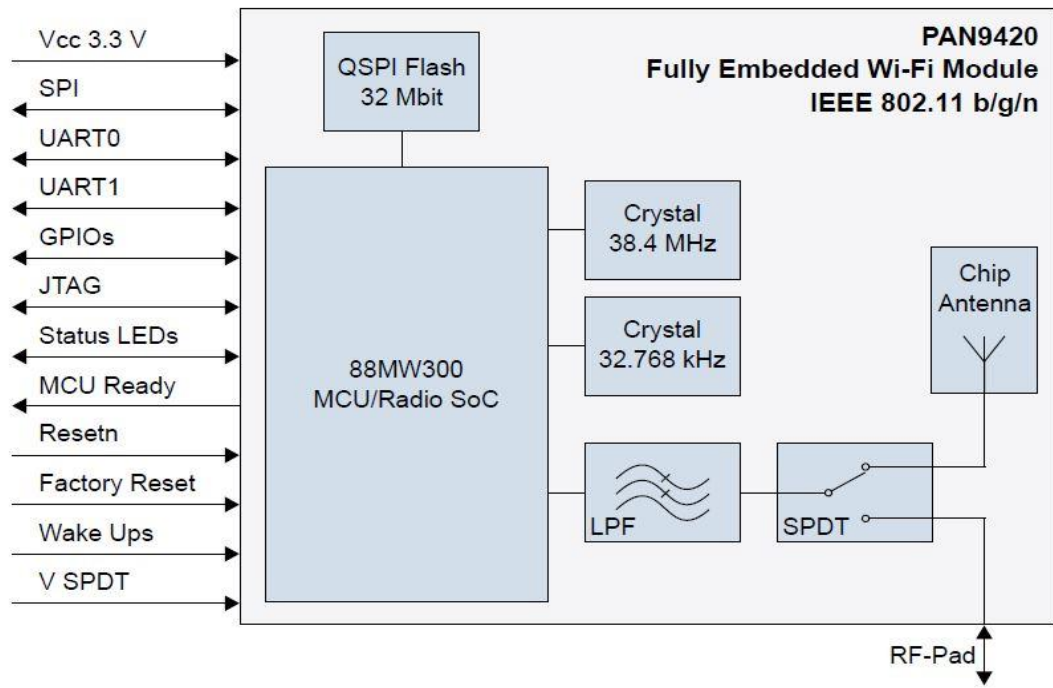 Vcc 3.3 V
SPI
UART0
UART1
GPIOs
JTAG
Status LEDs
MCU Ready
Resetn
Factory Reset
Wake Ups
V SPDT
PAN9420
Fully Embedded Wi-Fi Module
IEEE 802.11 b/g/n
QSPI Flash
32 Mbit
88MW300
MCU/Radio SoC
Crystal
38.4 MHz
Crystal
32.768 kHz
LPF
SPDT
Chip
Antenna
RF-Pad